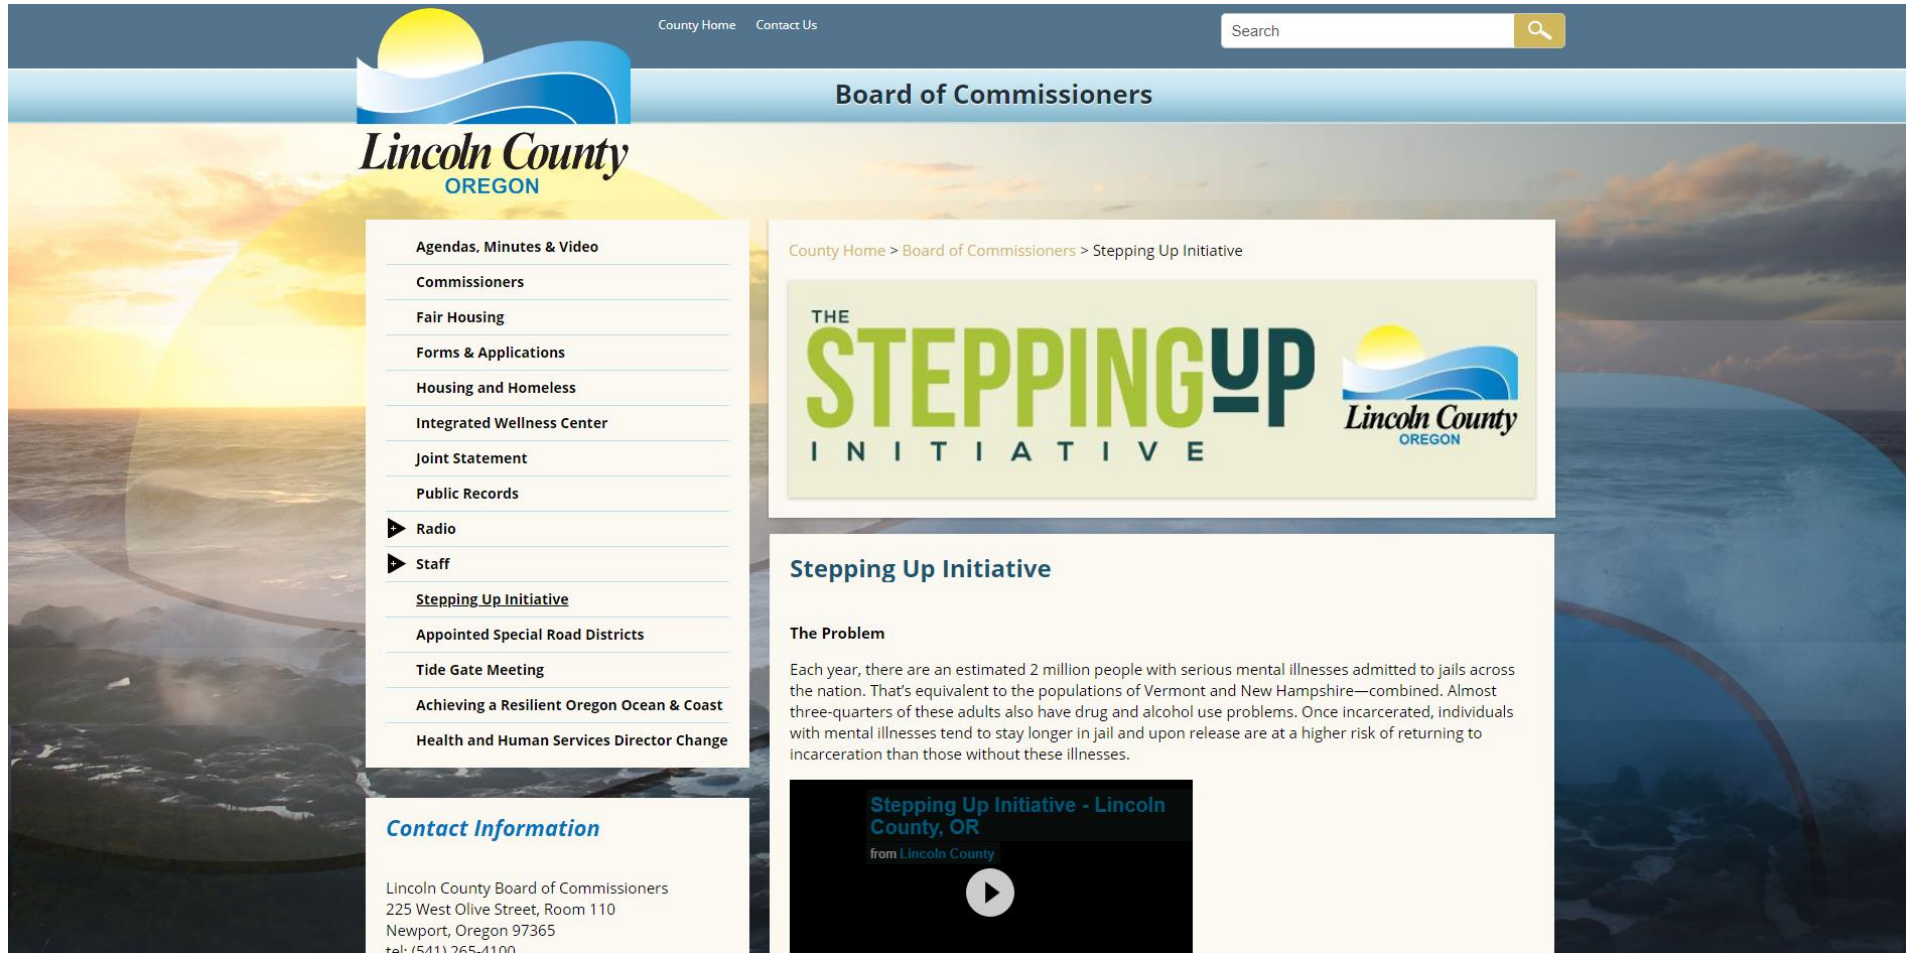 County Home Contact Us
Search
Board of Commissioners
Lincoln County
OREGON
Agendas, Minutes & Video
Commissioners
Fair Housing
Forms & Applications
Housing and Homeless
Integrated Wellness Center
Joint Statement
Public Records
Radio
Staff
Stepping Up Initiative
Appointed Special Road Districts
Tide Gate Meeting
Achieving a Resilient Oregon Ocean & Coast
Health and Human Services Director Change
Contact Information
Lincoln County Board of Commissioners
225 West Olive Street, Room 110
Newport, Oregon 97365
tel: (541) 265-4100
County Home > Board of Commissioners > Stepping Up Initiative
THE
STEPPING UP
INITIATIVE
Lincoln County
OREGON
Stepping Up Initiative
The Problem
Each year, there are an estimated 2 million people with serious mental illnesses admitted to jails across
the nation. That’s equivalent to the populations of Vermont and New Hampshire—combined. Almost
three-quarters of these adults also have drug and alcohol use problems. Once incarcerated, individuals
with mental illnesses tend to stay longer in jail and upon release are at a higher risk of returning to
incarceration than those without these illnesses.
Stepping Up Initiative - Lincoln
County, OR
from Lincoln County